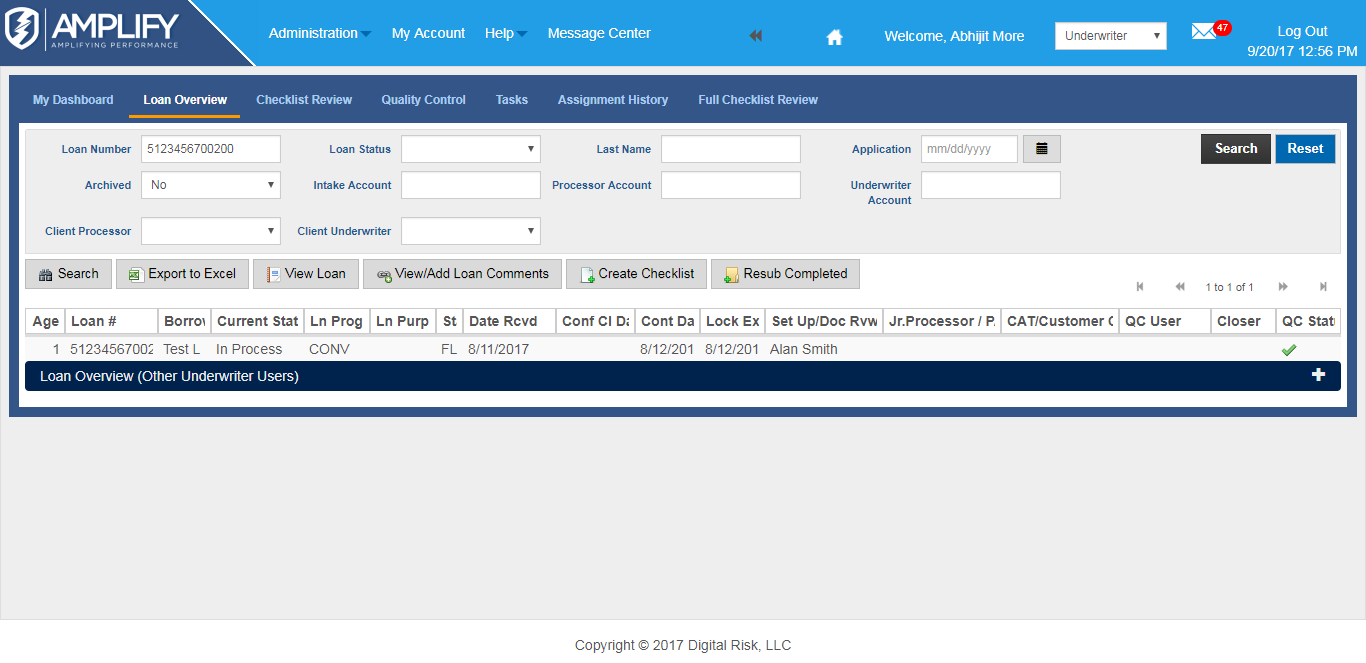 AMPLIFY
AMPLIFYING PERFORMANCE
Administration My Account Help Message Center
Welcome, Abhijit More
Underwriter
47
Log Out
9/20/17 12:56 PM
My Dashboard Loan Overview Checklist Review Quality Control Tasks Assignment History Full Checklist Review
Loan Number 5123456700200 Loan Status Last Name Application mm/dd/yyyy Search Reset
Archived No Intake Account Processor Account Underwriter
Account
Client Processor Client Underwriter
Search Export to Excel View Loan View/Add Loan Comments Create Checklist Resub Completed
1 to 1 of 1
Age Loan # Borrov Current Stat Ln Prog Ln Purp St Date Rcvd Conf Cl Da Cont Da Lock Ex Set Up/Doc Rvw Jr.Processor / P. CAT/Customer C QC User Closer QC Statu
1 51234567002 Test L In Process CONV FL 8/11/2017 8/12/201 8/12/201 Alan Smith
Loan Overview (Other Underwriter Users)
Copyright © 2017 Digital Risk, LLC